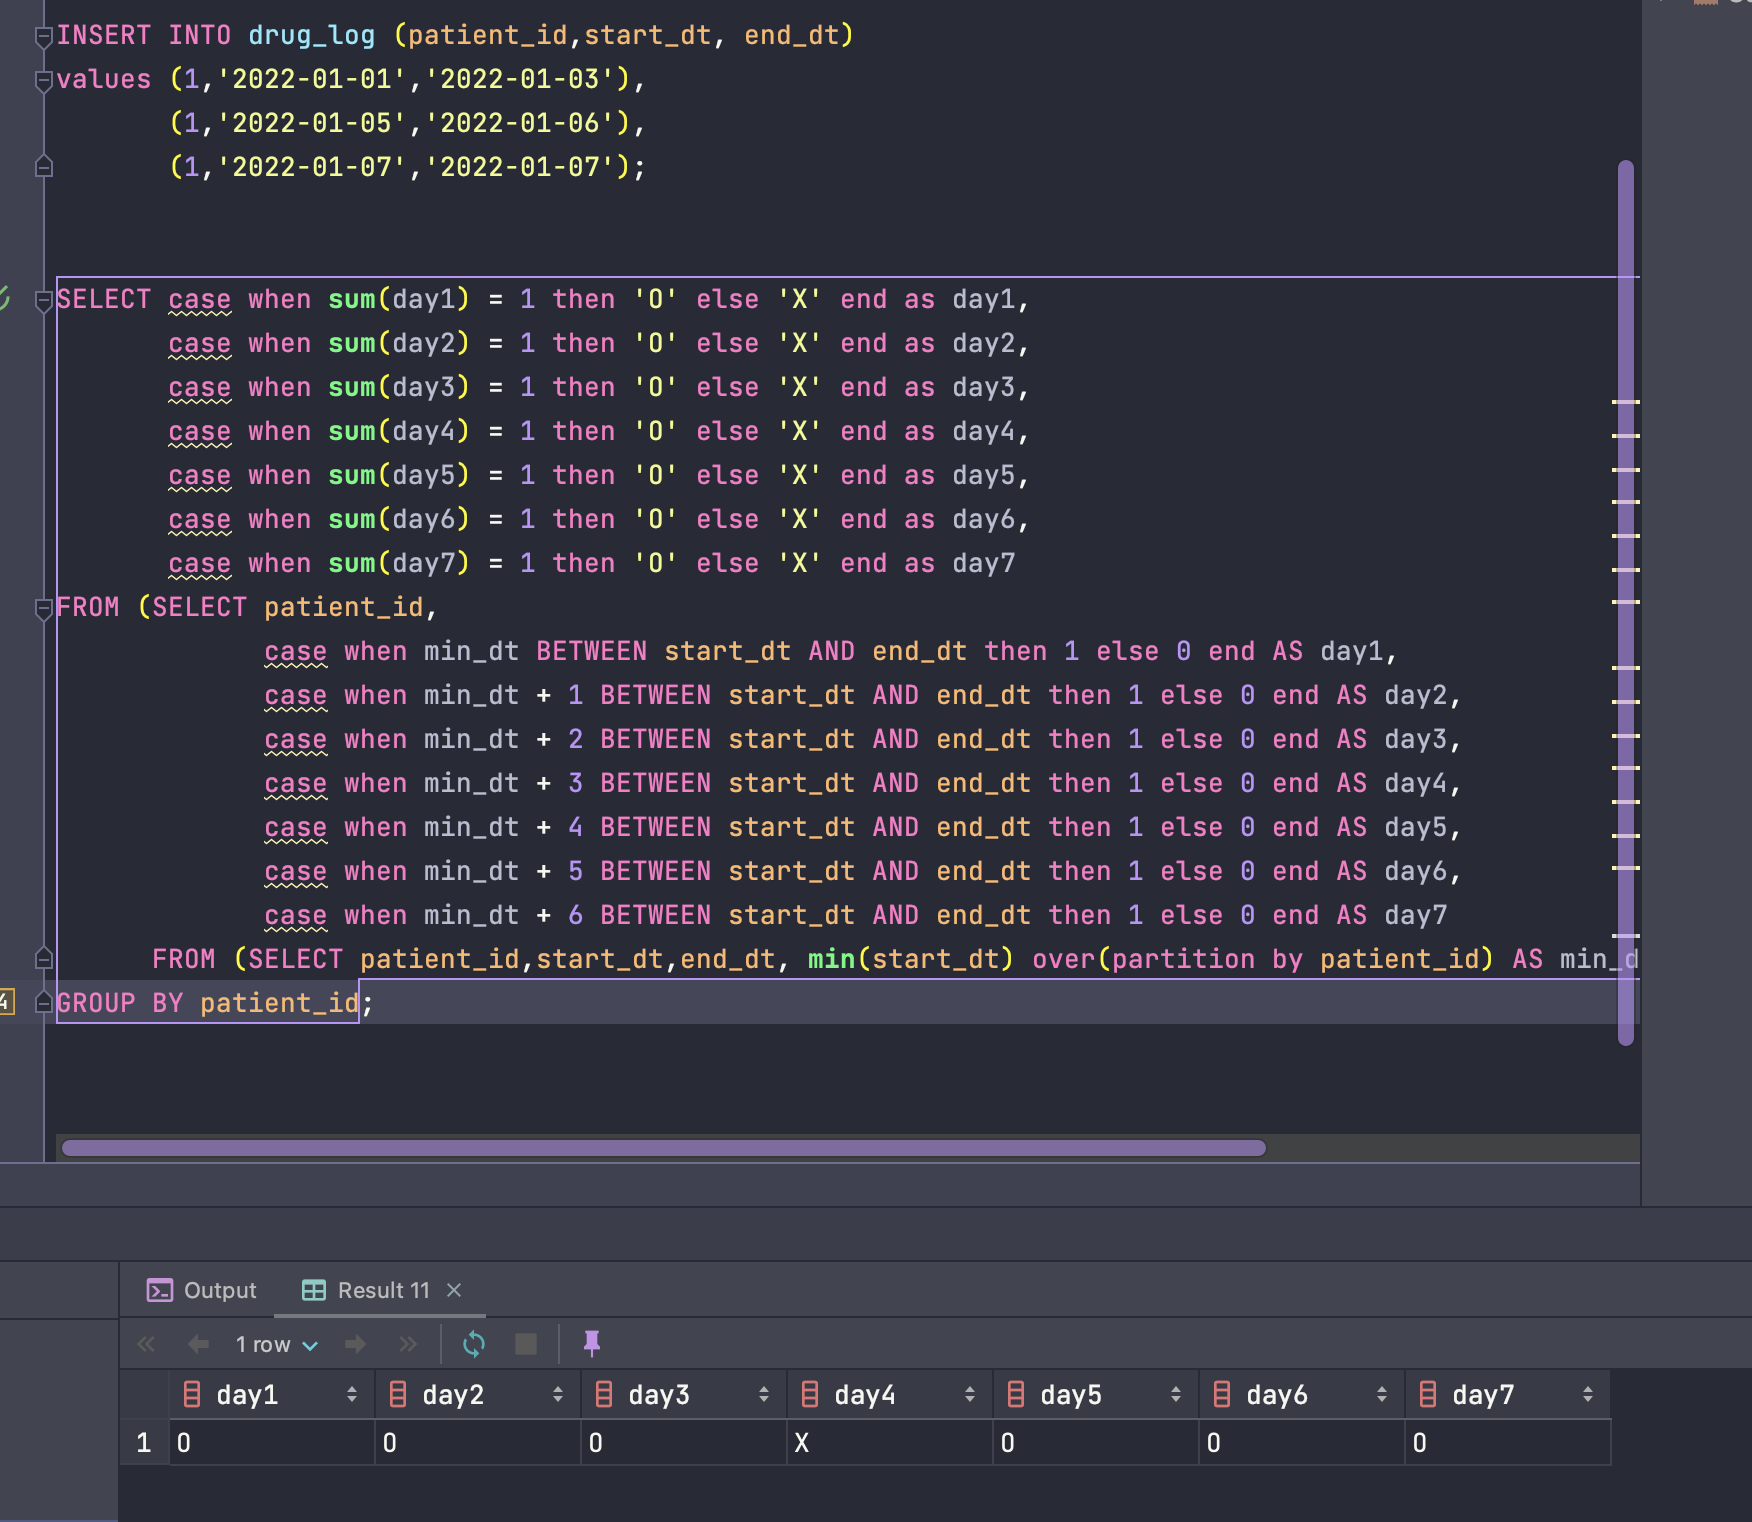 INSERT INTO drug_log (patient_id,start_dt, end_dt)
values (1,'2022-01-01','2022-01-03'),
(1,'2022-01-05','2022-01-06'),
(1,'2022-01-07','2022-01-07');
SELECT case when sum(day1) = 1 then 'O' else 'X' end as day1,
case when sum(day2) = 1 then 'O' else 'X' end as day2,
case when sum(day3) = 1 then 'O' else 'X' end as day3,
case when sum(day4) = 1 then 'O' else 'X' end as day4,
case when sum(day5) = 1 then 'O' else 'X' end as day5,
case when sum(day6) = 1 then 'O' else 'X' end as day6,
case when sum(day7) = 1 then 'O' else 'X' end as day7
FROM (SELECT patient_id,
case when min_dt BETWEEN start_dt AND end_dt then 1 else 0 end AS day1,
case when min_dt + 1 BETWEEN start_dt AND end_dt then 1 else 0 end AS day2,
case when min_dt + 2 BETWEEN start_dt AND end_dt then 1 else 0 end AS day3,
case when min_dt + 3 BETWEEN start_dt AND end_dt then 1 else 0 end AS day4,
case when min_dt + 4 BETWEEN start_dt AND end_dt then 1 else 0 end AS day5,
case when min_dt + 5 BETWEEN start_dt AND end_dt then 1 else 0 end AS day6,
case when min_dt + 6 BETWEEN start_dt AND end_dt then 1 else 0 end AS day7
FROM (SELECT patient_id,start_dt,end_dt, min(start_dt) over(partition by patient_id) AS min_d
4 GROUP BY patient_id;
Output Result 11
1 row
day1 day2 day3 day4 day5 day6 day7
1 O O O X O O O